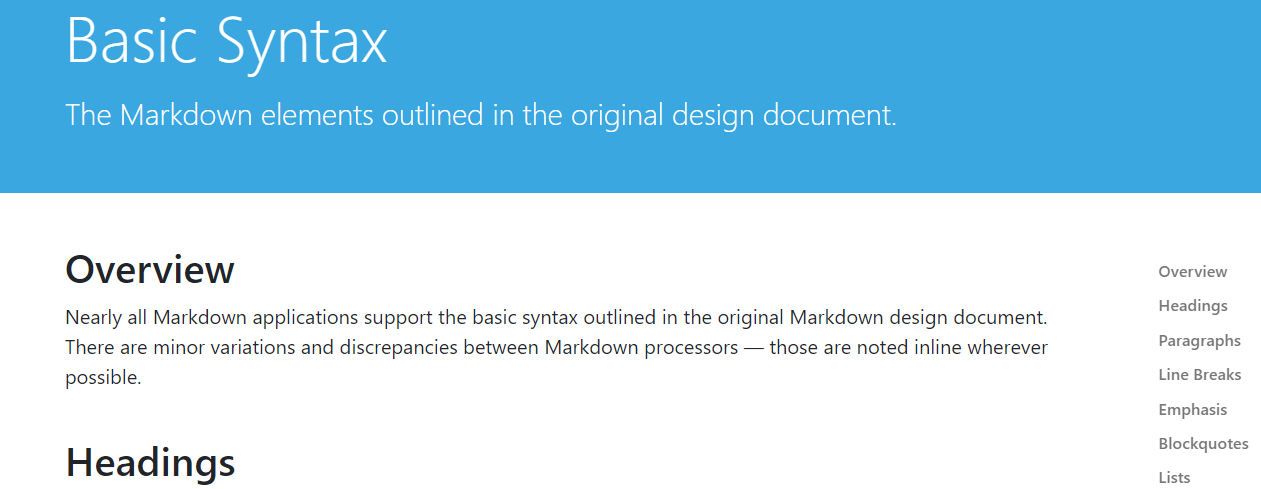 Basic Syntax
The Markdown elements outlined in the original design document.
Overview
Nearly all Markdown applications support the basic syntax outlined in the original Markdown design document.
There are minor variations and discrepancies between Markdown processors — those are noted inline wherever
possible.
Headings
Overview
Headings
Paragraphs
Line Breaks
Emphasis
Blockquotes
Lists